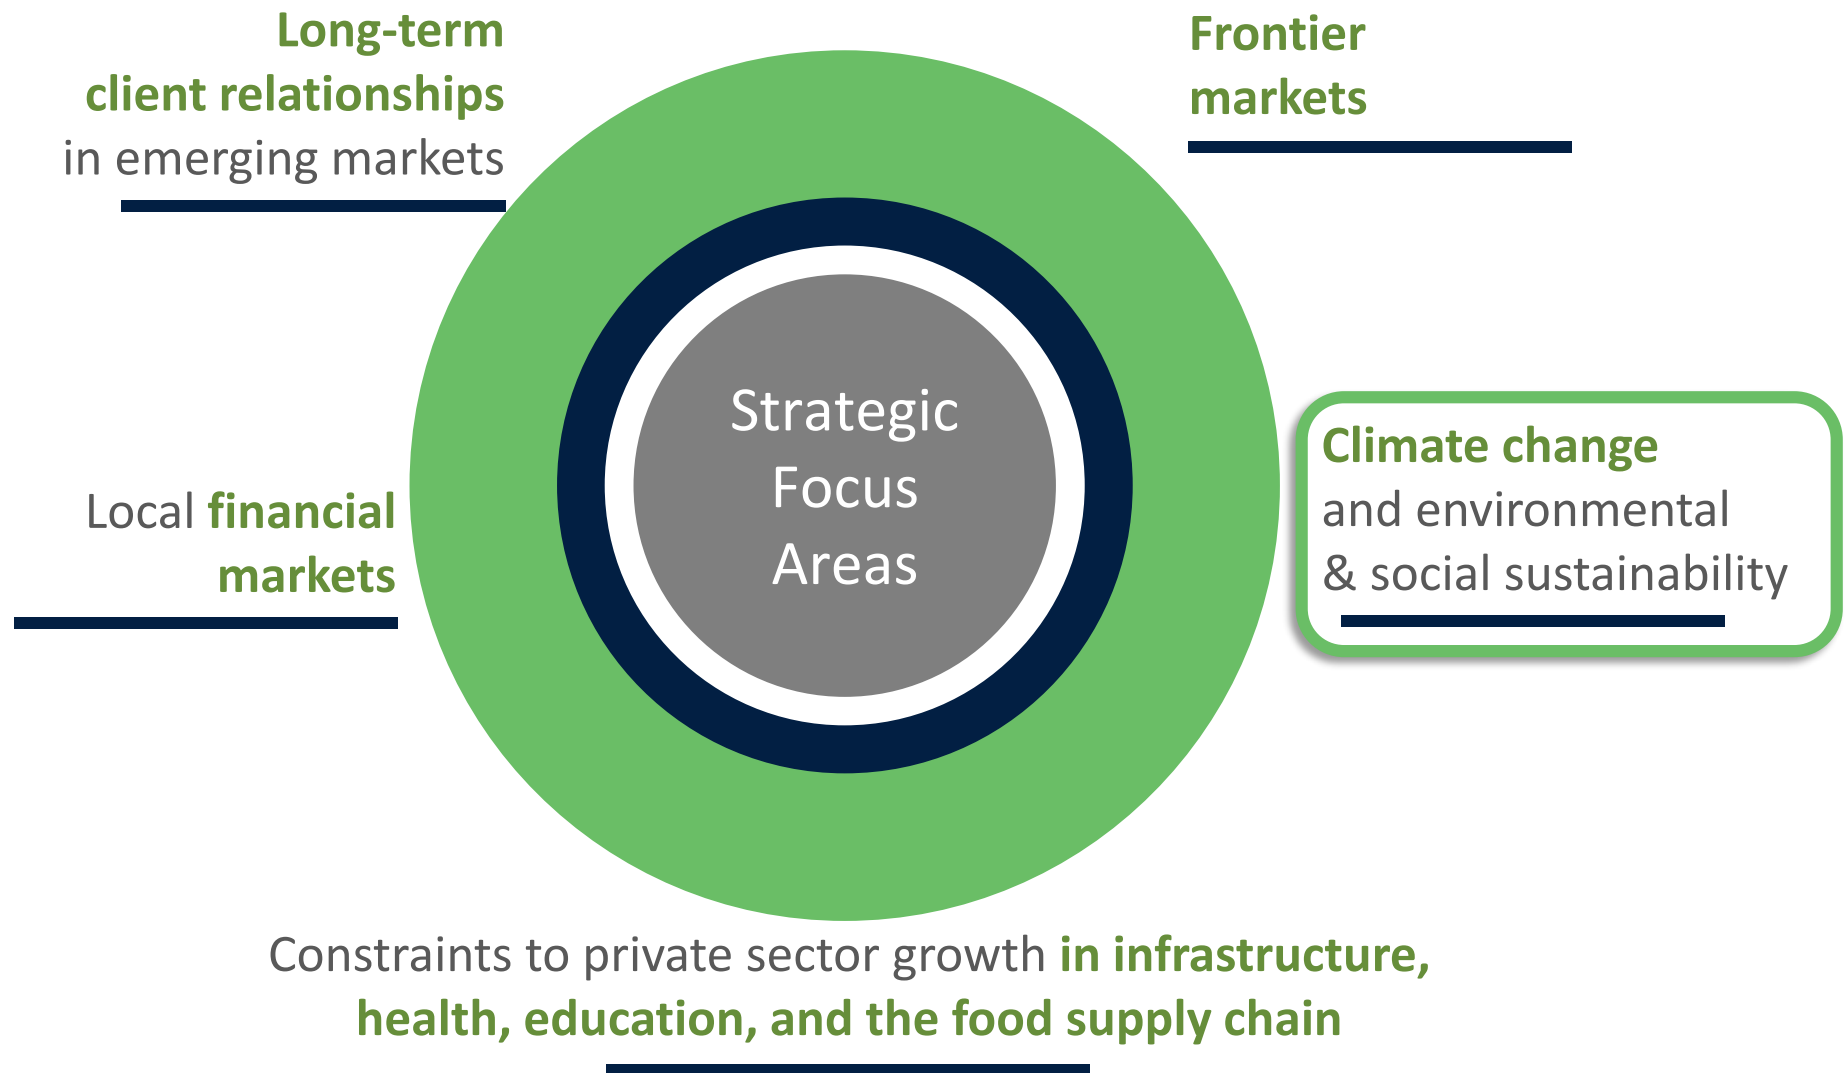 Long-term
client relationships
in emerging markets
Frontier
markets
Strategic
Focus
Areas
Local financial
markets
Climate change
and environmental
& social sustainability
Constraints to private sector growth in infrastructure,
health, education, and the food supply chain